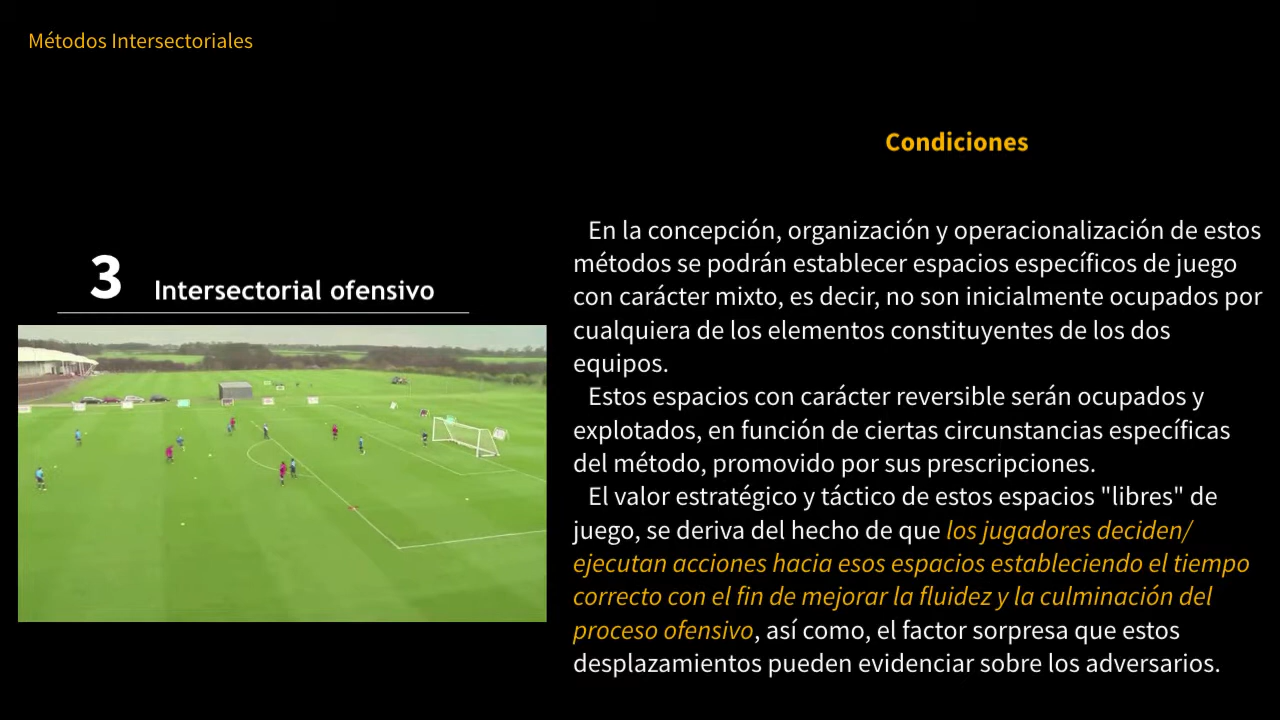 Métodos Intersectoriales
Condiciones
3 Intersectorial ofensivo
En la concepción, organización y operacionalización de estos
métodos se podrán establecer espacios específicos de juego
con carácter mixto, es decir, no son inicialmente ocupados por
cualquiera de los elementos constituyentes de los dos
equipos.
Estos espacios con carácter reversible serán ocupados y
explotados, en función de ciertas circunstancias específicas
del método, promovido por sus prescripciones.
El valor estratégico y táctico de estos espacios "libres" de
juego, se deriva del hecho de que los jugadores deciden/
ejecutan acciones hacia esos espacios estableciendo el tiempo
correcto con el fin de mejorar la fluidez y la culminación del
proceso ofensivo, así como, el factor sorpresa que estos
desplazamientos pueden evidenciar sobre los adversarios.